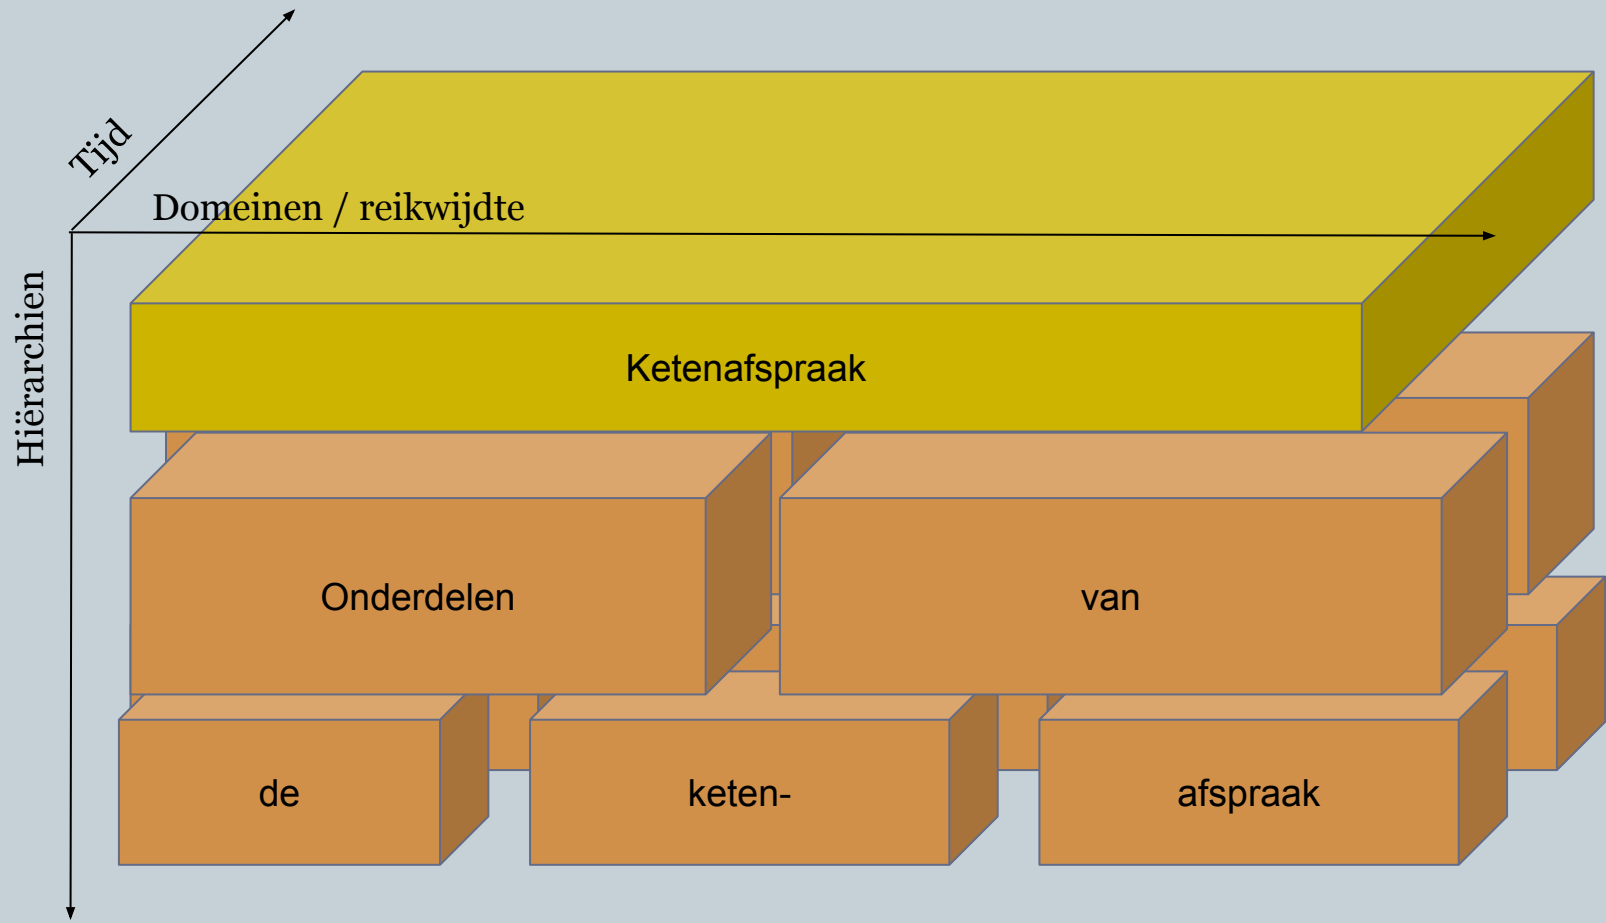 Tijd
Domeinen / reikwijdte
Hiërarchien
Ketenafspraak
Onderdelen
van
de
keten-
afspraak